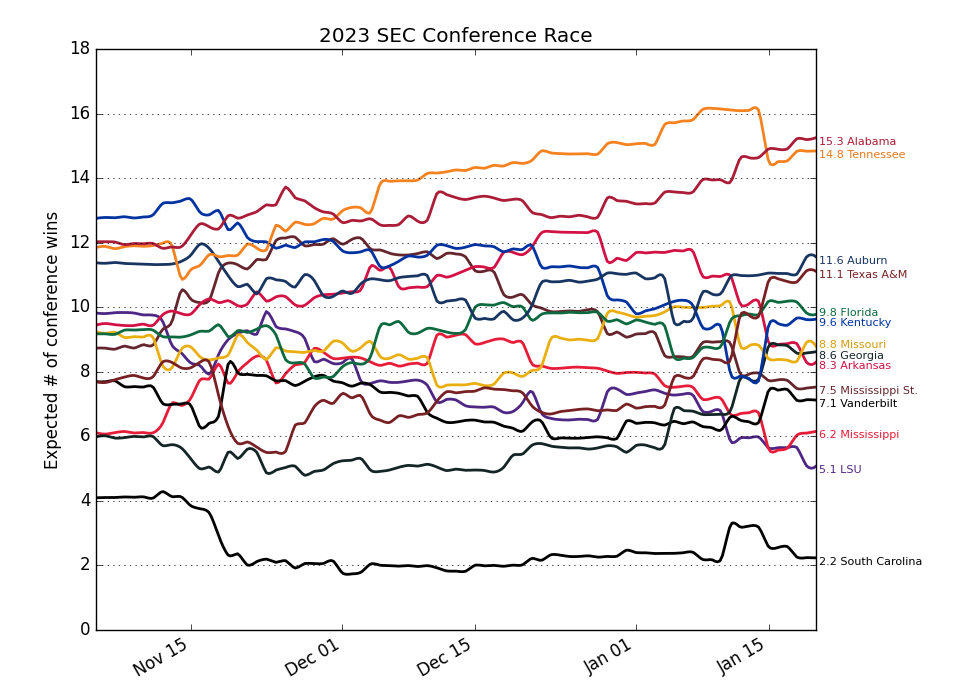 2023 SEC Conference Race
Expected # of conference wins
18
16
14
12
10
8
6
4
2
0
15.3 Alabama
14.8 Tennessee
11.6 Auburn
11.1 Texas A&M
9.8 Florida
9.6 Kentucky
8.8 Missouri
8.6 Georgia
8.3 Arkansas
7.5 Mississippi St.
7.1 Vanderbilt
6.2 Mississippi
5.1 LSU
2.2 South Carolina
Nov 15
Dec 01
Dec 15
Jan 01
Jan 15